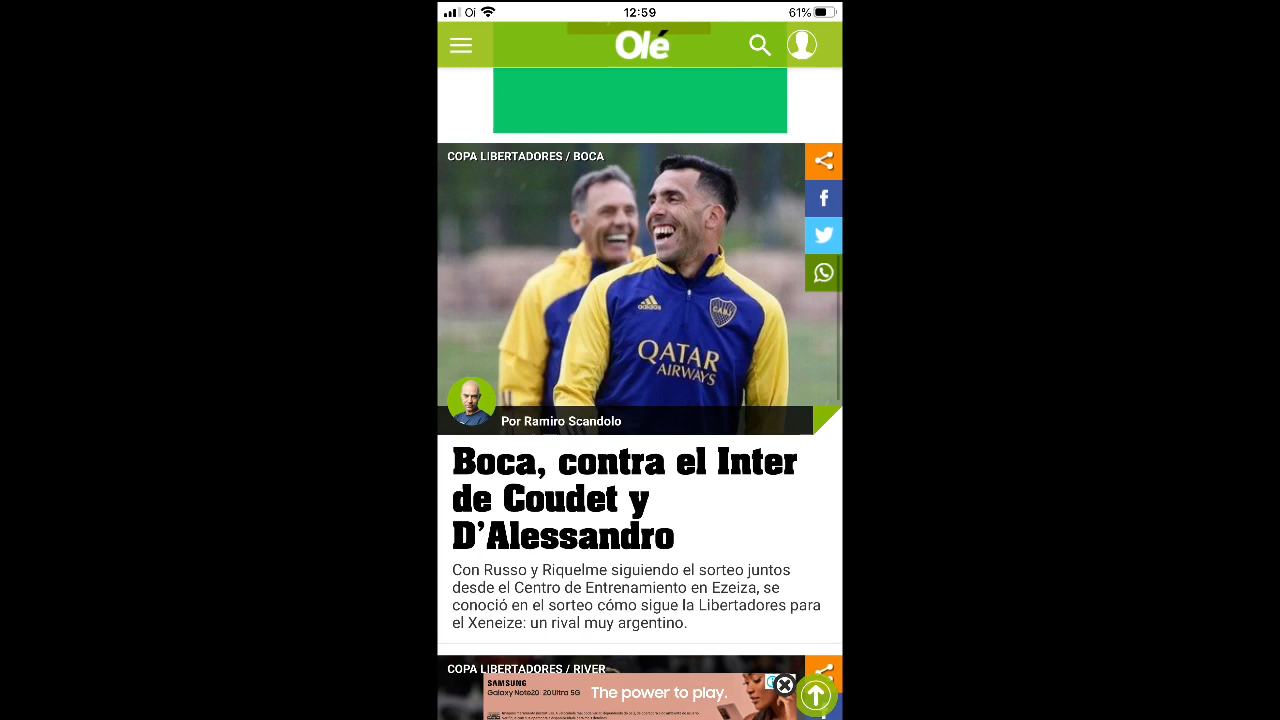 Oi 12:59 61%
Olé
COPA LIBERTADORES / BOCA
adidas
CABJ
QATAR
AIRWAYS
Por Ramiro Scandolo
Boca, contra el Inter
de Coudet y
D'Alessandro
Con Russo y Riquelme siguiendo el sorteo juntos
desde el Centro de Entrenamiento en Ezeiza, se
conoció en el sorteo cómo sigue la Libertadores para
el Xeneize: un rival muy argentino.
COPA LIBERTADORES / RIVER
SAMSUNG
Galaxy Note20 20Ultra 5G
The power to play.